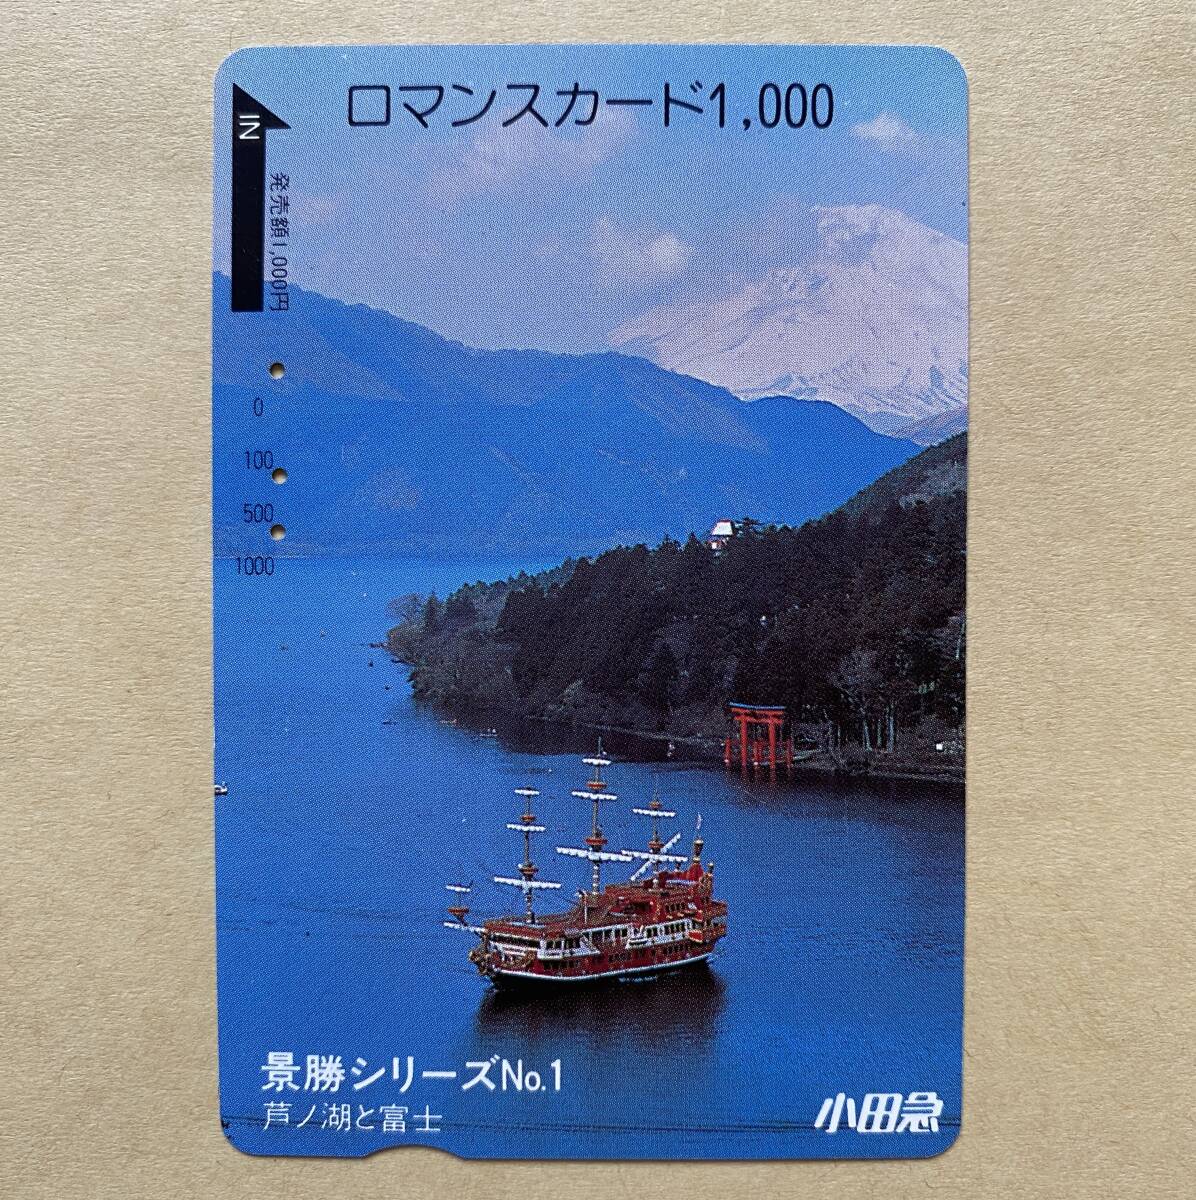 ロマンスカード1,000
IN
発売額1,000円
0
100
500
1000
景勝シリーズNo.1
芦ノ湖と富士
小田急